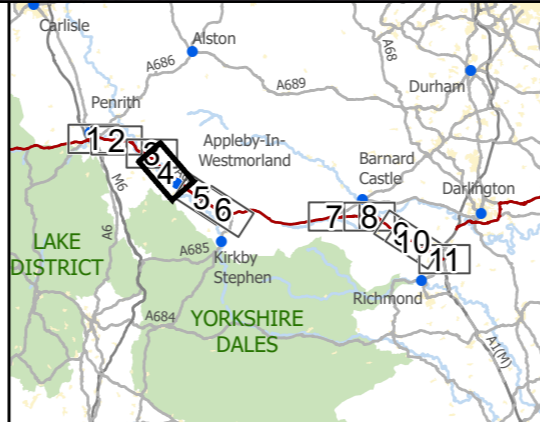 Carlisle
Alston
A686
A68
A689
Durham
Penrith
1
2
3
4
Appleby-In-
Westmorland
Barnard
Castle
Darlington
5
6
7
8
9
10
11
M6
A6
LAKE
DISTRICT
A685
Kirkby
Stephen
Richmond
A684
YORKSHIRE
DALES
A1(M)